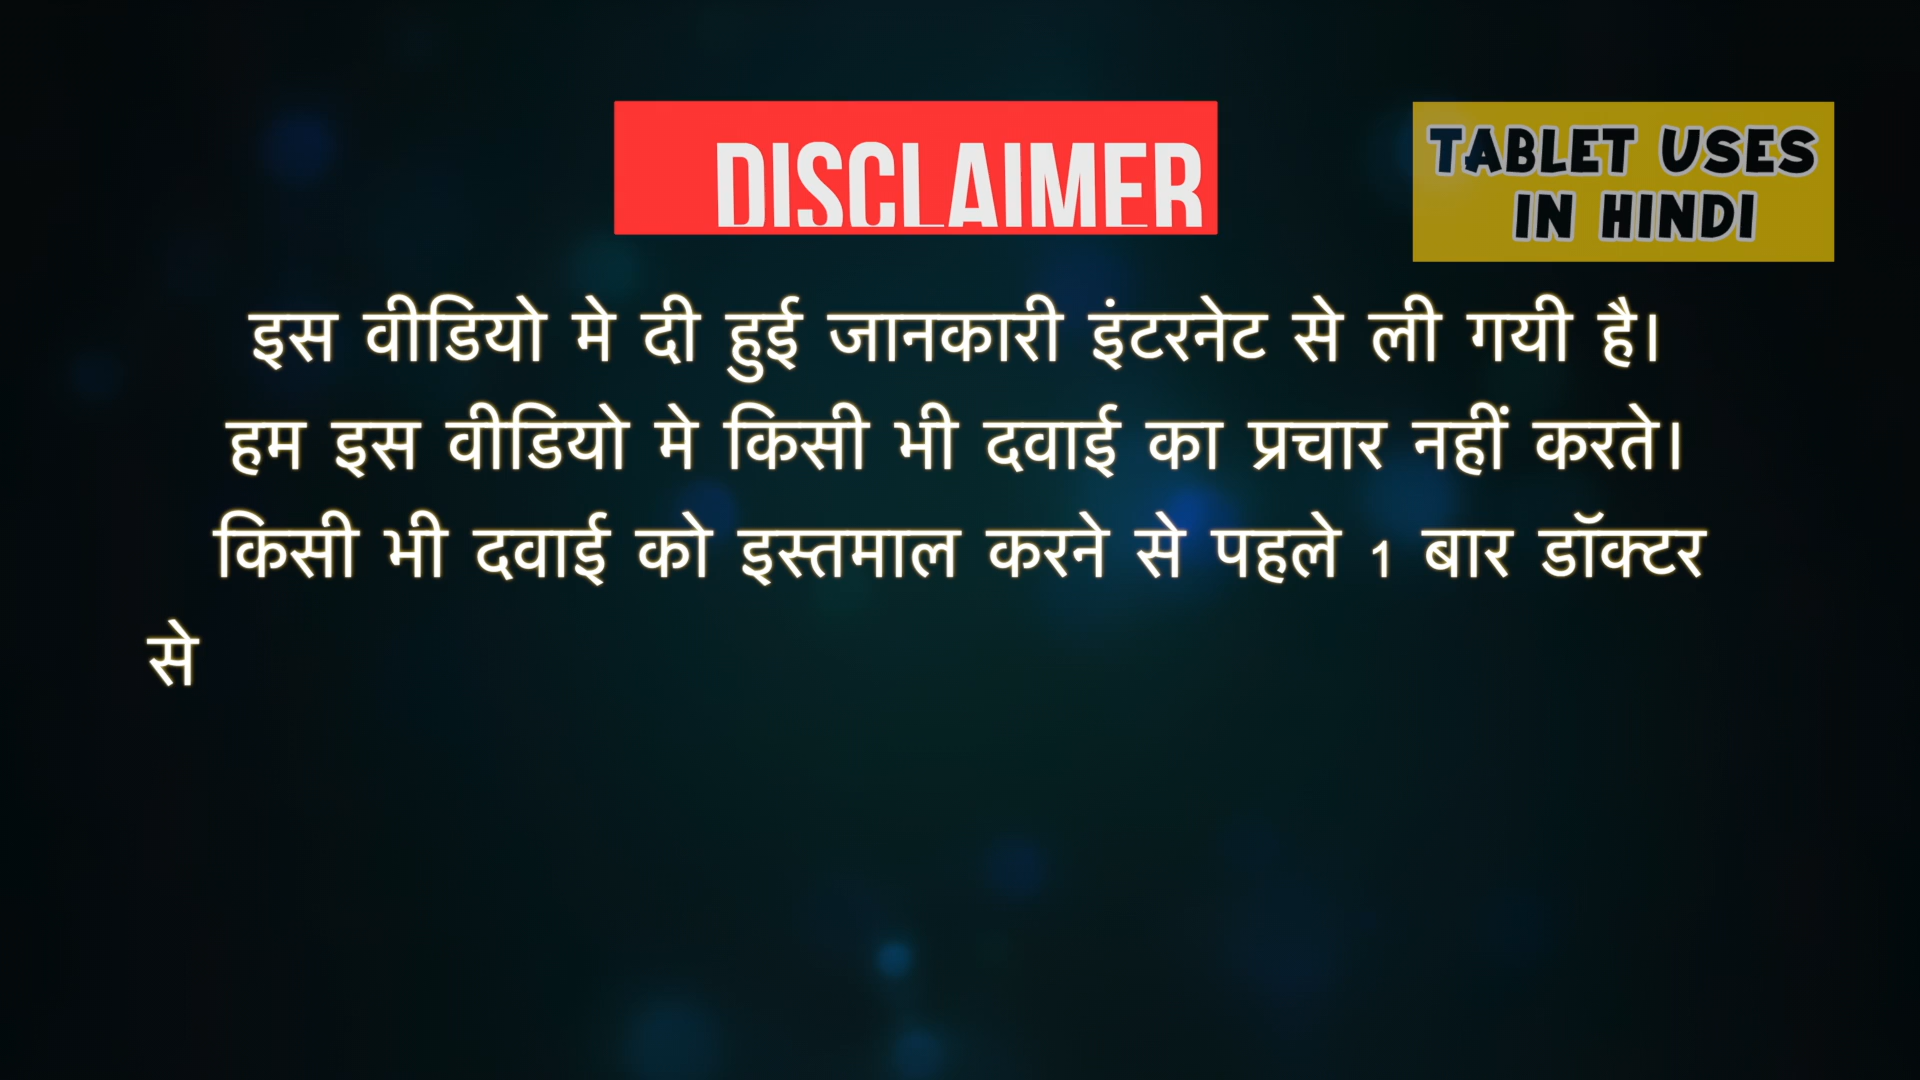 DISCLAIMER
TABLET USES
IN HINDI
इस वीडियो मे दी हुई जानकारी इंटरनेट से ली गयी है।
हम इस वीडियो मे किसी भी दवाई का प्रचार नहीं करते।
किसी भी दवाई को इस्तमाल करने से पहले 1 बार डॉक्टर
से